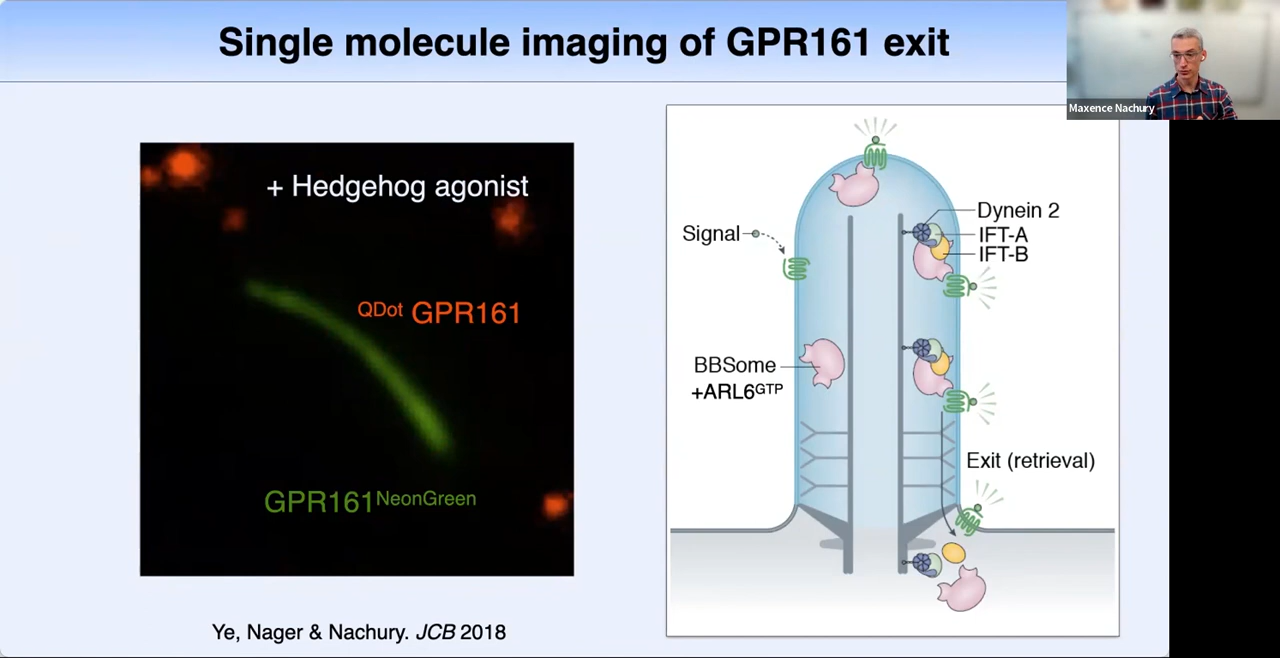 Single molecule imaging of GPR161 exit
Maxence Nachury
+ Hedgehog agonist
QDot GPR161
GPR161NeonGreen
Ye, Nager & Nachury. JCB 2018
Signal
Dynein 2
IFT-A
IFT-B
BBSome
+ARL6GTP
Exit (retrieval)